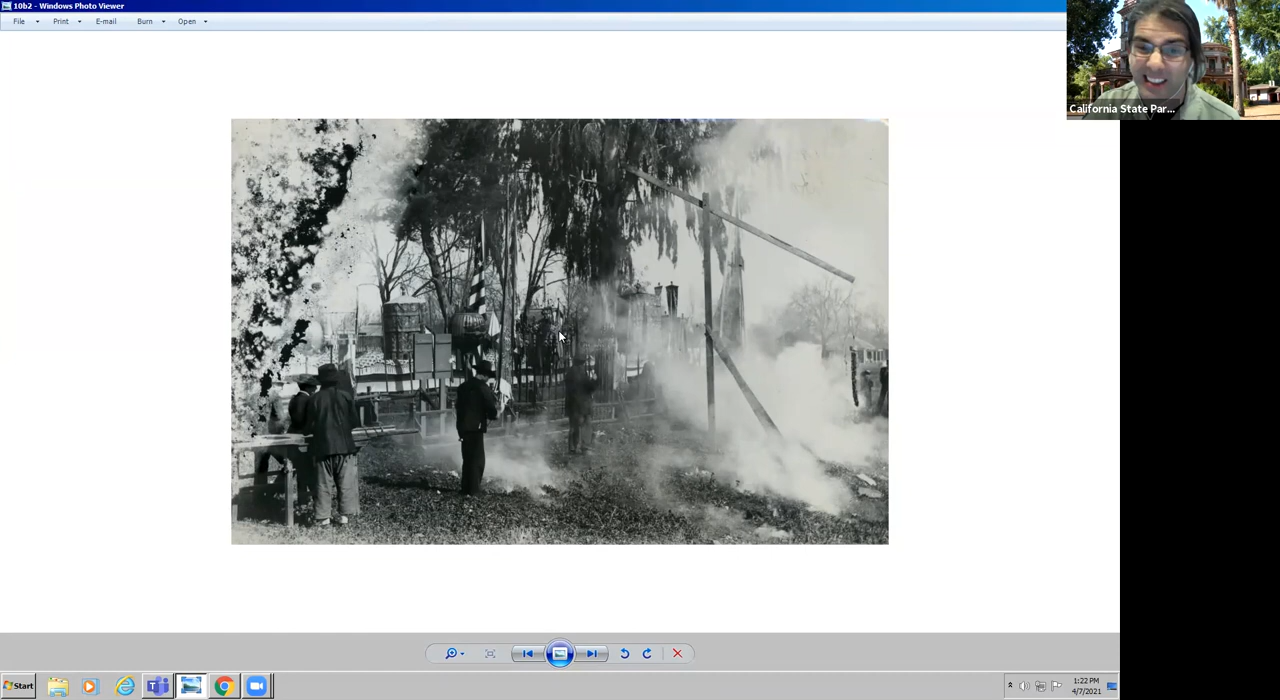 10b2 - Windows Photo Viewer
File Print E-mail Burn Open
California State Par...
Start
1:22 PM
4/7/2021